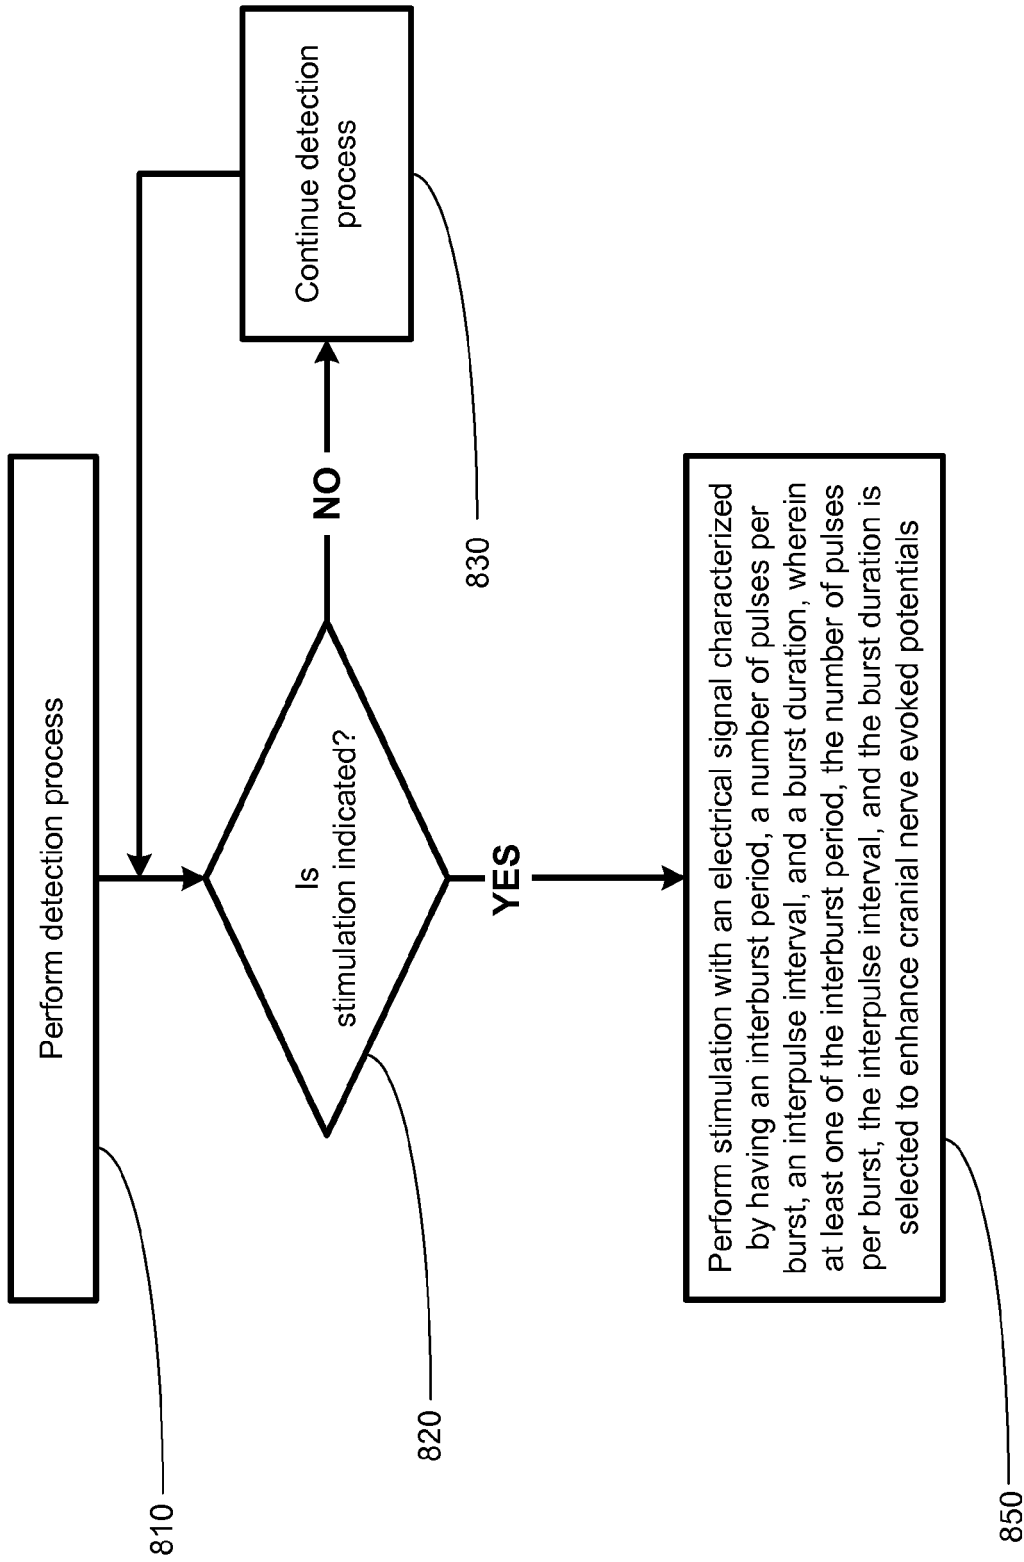 Perform detection process
810
Is
stimulation indicated?
820
NO
Continue detection
process
830
YES
Perform stimulation with an electrical signal characterized
by having an interburst period, a number of pulses per
burst, an interpulse interval, and a burst duration, wherein
at least one of the interburst period, the number of pulses
per burst, the interpulse interval, and the burst duration is
selected to enhance cranial nerve evoked potentials
850